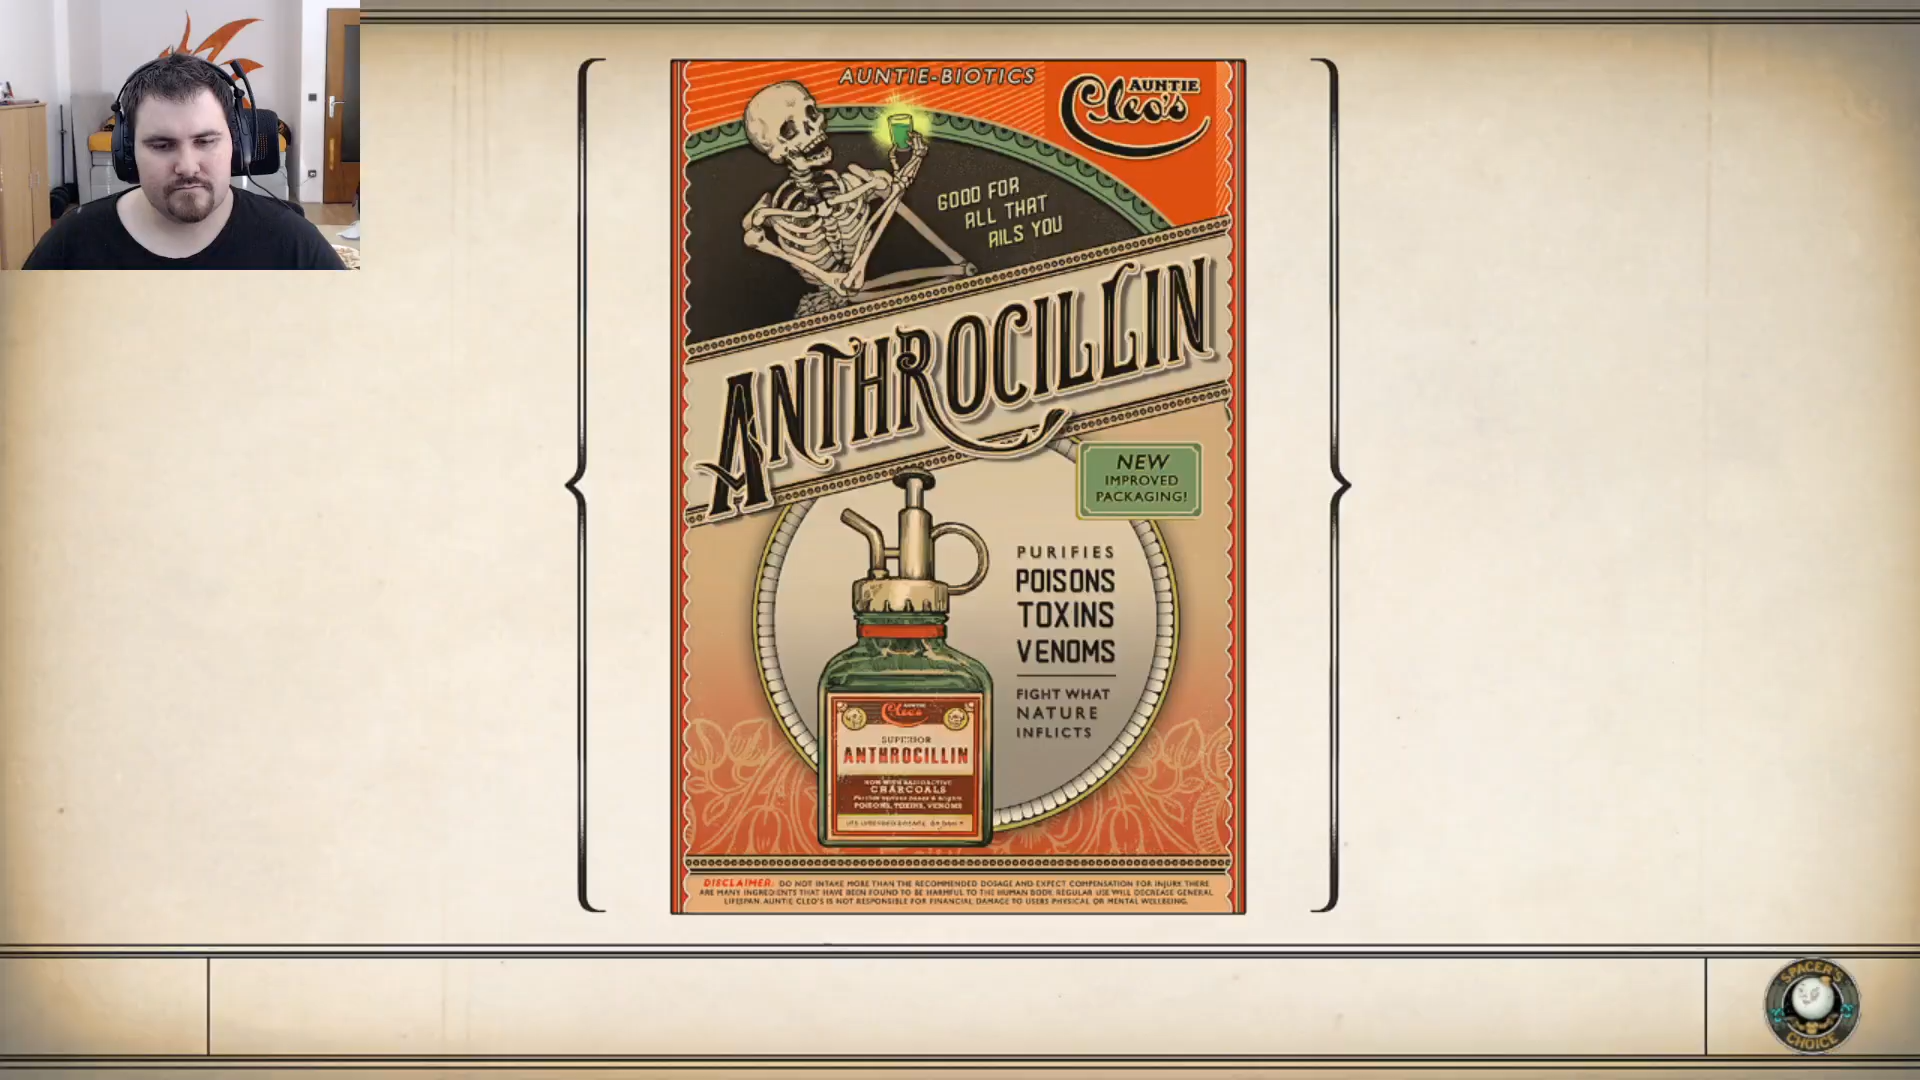 AUNTIE-BIOTICS
AUNTIE
Cleo's
GOOD FOR
ALL THAT
AILS YOU
ANTHROCILLIN
NEW
IMPROVED
PACKAGING!
PURIFIES
POISONS
TOXINS
VENOMS
FIGHT WHAT
NATURE
INFLICTS
AUNTIE
Cleo's
SUPERIOR
ANTHROCILLIN
NOW WITH RADIOACTIVE
CHARCOALS
POISONS, TOXINS, VENOMS
DISCLAIMER: DO NOT INTAKE MORE THAN THE RECOMMENDED DOSAGE AND EXPECT COMPENSATION FOR INJURY. THERE
ARE MANY INGREDIENTS THAT HAVE BEEN FOUND TO BE HARMFUL TO THE HUMAN BODY. REGULAR USE WILL DECREASE GENERAL
LIFESPAN. AUNTIE CLEO'S IS NOT RESPONSIBLE FOR FINANCIAL DAMAGE TO USERS PHYSICAL OR MENTAL WELLBEING.
SPACER'S
CHOICE